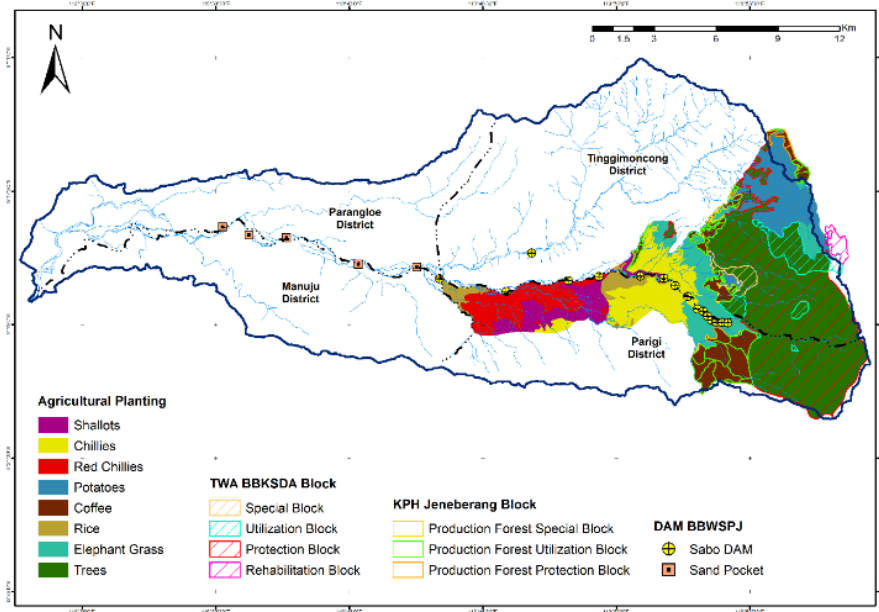 N
Km
0 1.5 3 6 9 12
Tinggimoncong
District
Parangloe
District
Manuju
District
Parigi
District
Agricultural Planting
Shallots
Chillies
Red Chillies
Potatoes
Coffee
Rice
Elephant Grass
Trees
TWA BBKSDA Block
Special Block
Utilization Block
Protection Block
Rehabilitation Block
KPH Jeneberang Block
Production Forest Special Block
Production Forest Utilization Block
Production Forest Protection Block
DAM BBWSPJ
Sabo DAM
Sand Pocket